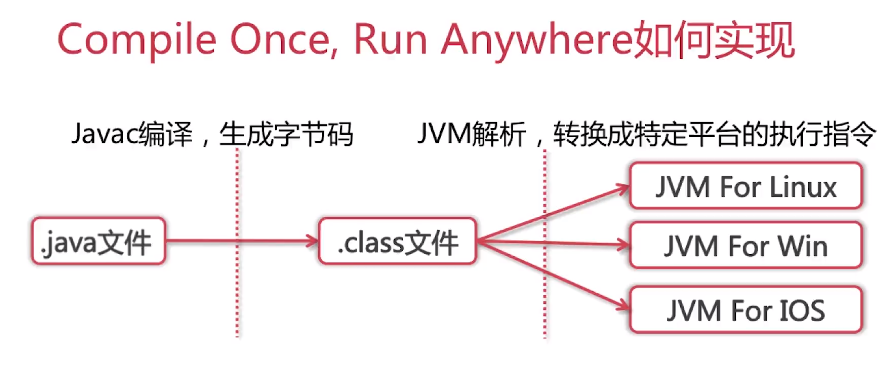 Compile Once, Run Anywhere如何实现
Javac编译，生成字节码
JVM解析，转换成特定平台的执行指令
.java文件
.class文件
JVM For Linux
JVM For Win
JVM For IOS